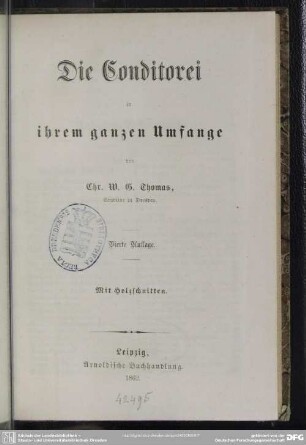 Die Conditorei
in
ihrem ganzen Umfange
von
Chr. W. G. Thomas,
Conditor in Dresden.
Vierte Auflage.
Mit Holzschnitten.
Leipzig,
Arnoldische Buchhandlung.
1862.